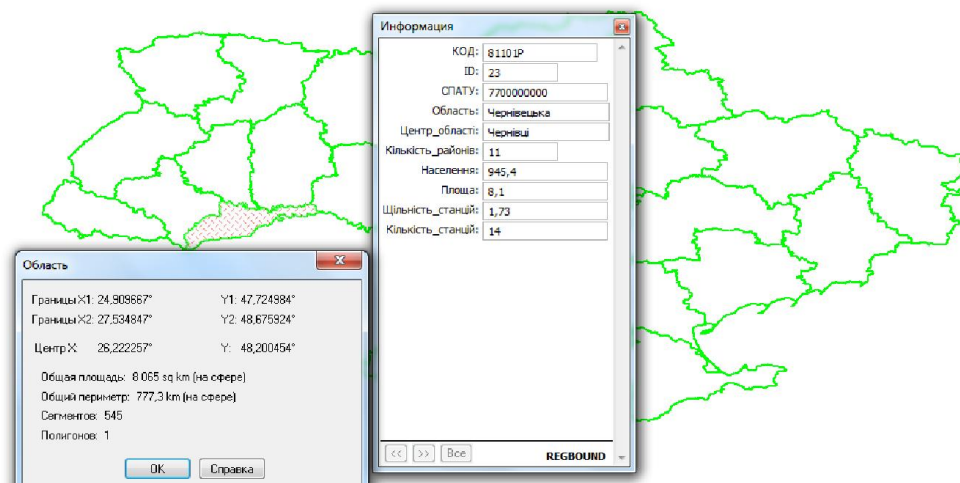 Информация
КОД: 81101P
ID: 23
СПАТУ: 7700000000
Область: Чернівецька
Центр_області: Чернівці
Кількість_районів: 11
Населення: 945,4
Площа: 8,1
Щільність_станцій: 1,73
Кількість_станцій: 14
<< >> Все REGBOUND
Область
Границы X1: 24,909667° Y1: 47,724984°
Границы X2: 27,534847° Y2: 48,675924°
Центр X: 26,222257° Y: 48,200454°
Общая площадь: 8 065 sq km (на сфере)
Общий периметр: 777,3 km (на сфере)
Сегментов: 545
Полигонов: 1
OK Справка